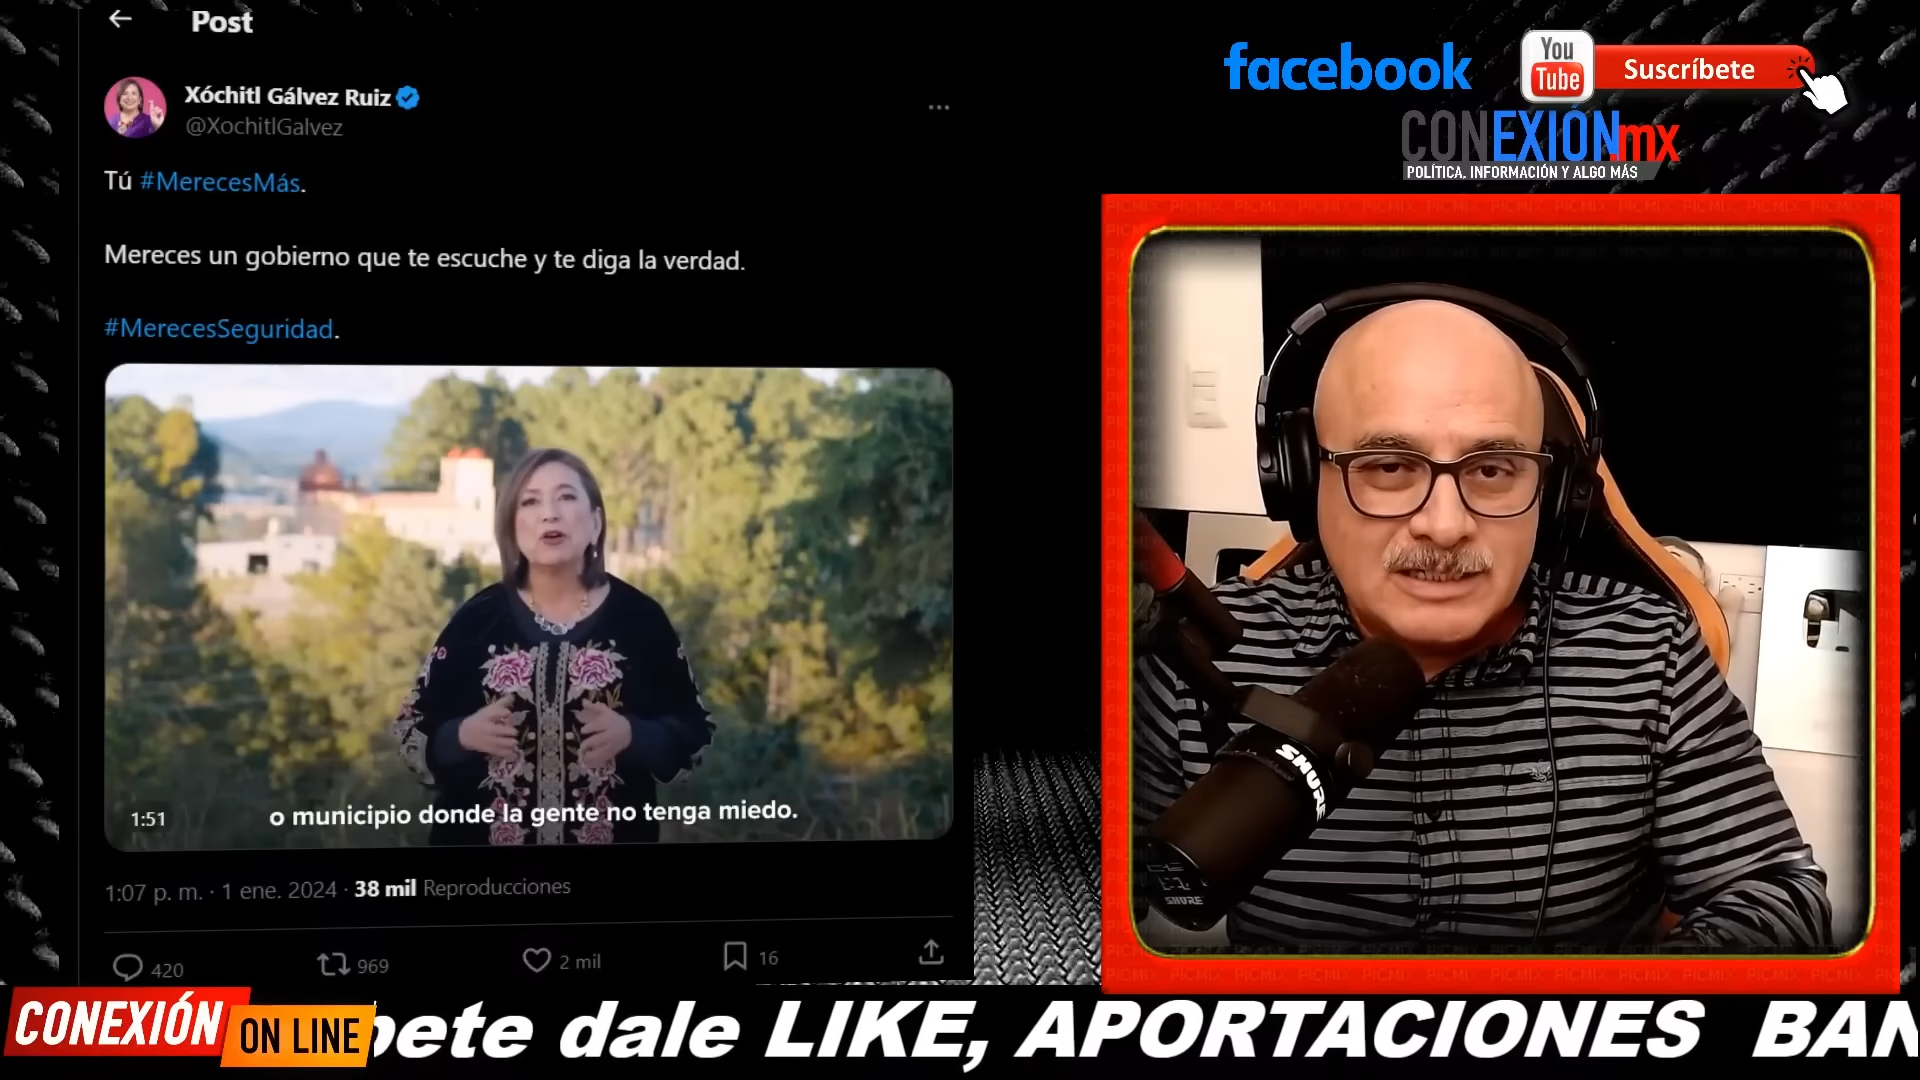 Post
Xóchitl Gálvez Ruiz
@XochitlGalvez
Tú #MerecesMás.
Mereces un gobierno que te escuche y te diga la verdad.
#MerecesSeguridad.
1:51
o municipio donde la gente no tenga miedo.
1:07 p. m. · 1 ene. 2024 · 38 mil Reproducciones
420
969
2 mil
16
facebook
You
Tube
Suscríbete
CONEXIÓN.mx
POLÍTICA, INFORMACIÓN Y ALGO MÁS
SHURE
SHURE
CONEXIÓN
ON LINE
bete dale LIKE, APORTACIONES BAN